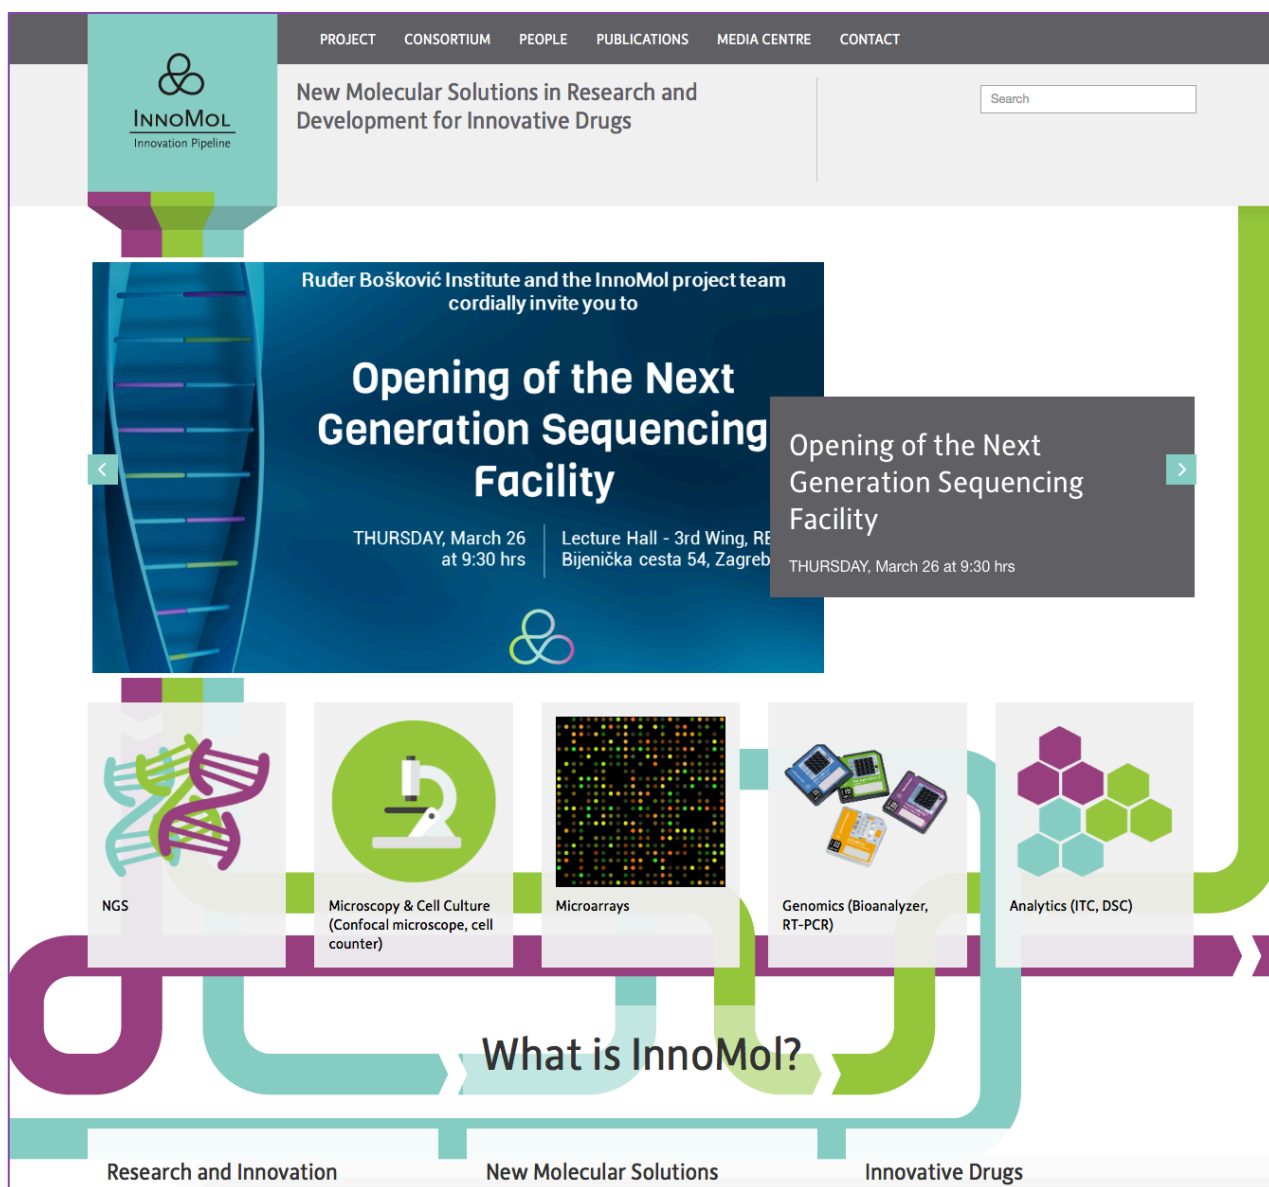 PROJECT CONSORTIUM PEOPLE PUBLICATIONS MEDIA CENTRE CONTACT
INNOMOL
Innovation Pipeline
New Molecular Solutions in Research and
Development for Innovative Drugs
Search
Ruđer Bošković Institute and the InnoMol project team
cordially invite you to
Opening of the Next
Generation Sequencing
Facility
THURSDAY, March 26
at 9:30 hrs
Lecture Hall - 3rd Wing,
Bijenička cesta 54, Zagreb
Opening of the Next
Generation Sequencing
Facility
THURSDAY, March 26 at 9:30 hrs
NGS
Microscopy & Cell Culture
(Confocal microscope, cell
counter)
Microarrays
Genomics (Bioanalyzer,
RT-PCR)
Analytics (ITC, DSC)
What is InnoMol?
Research and Innovation
New Molecular Solutions
Innovative Drugs